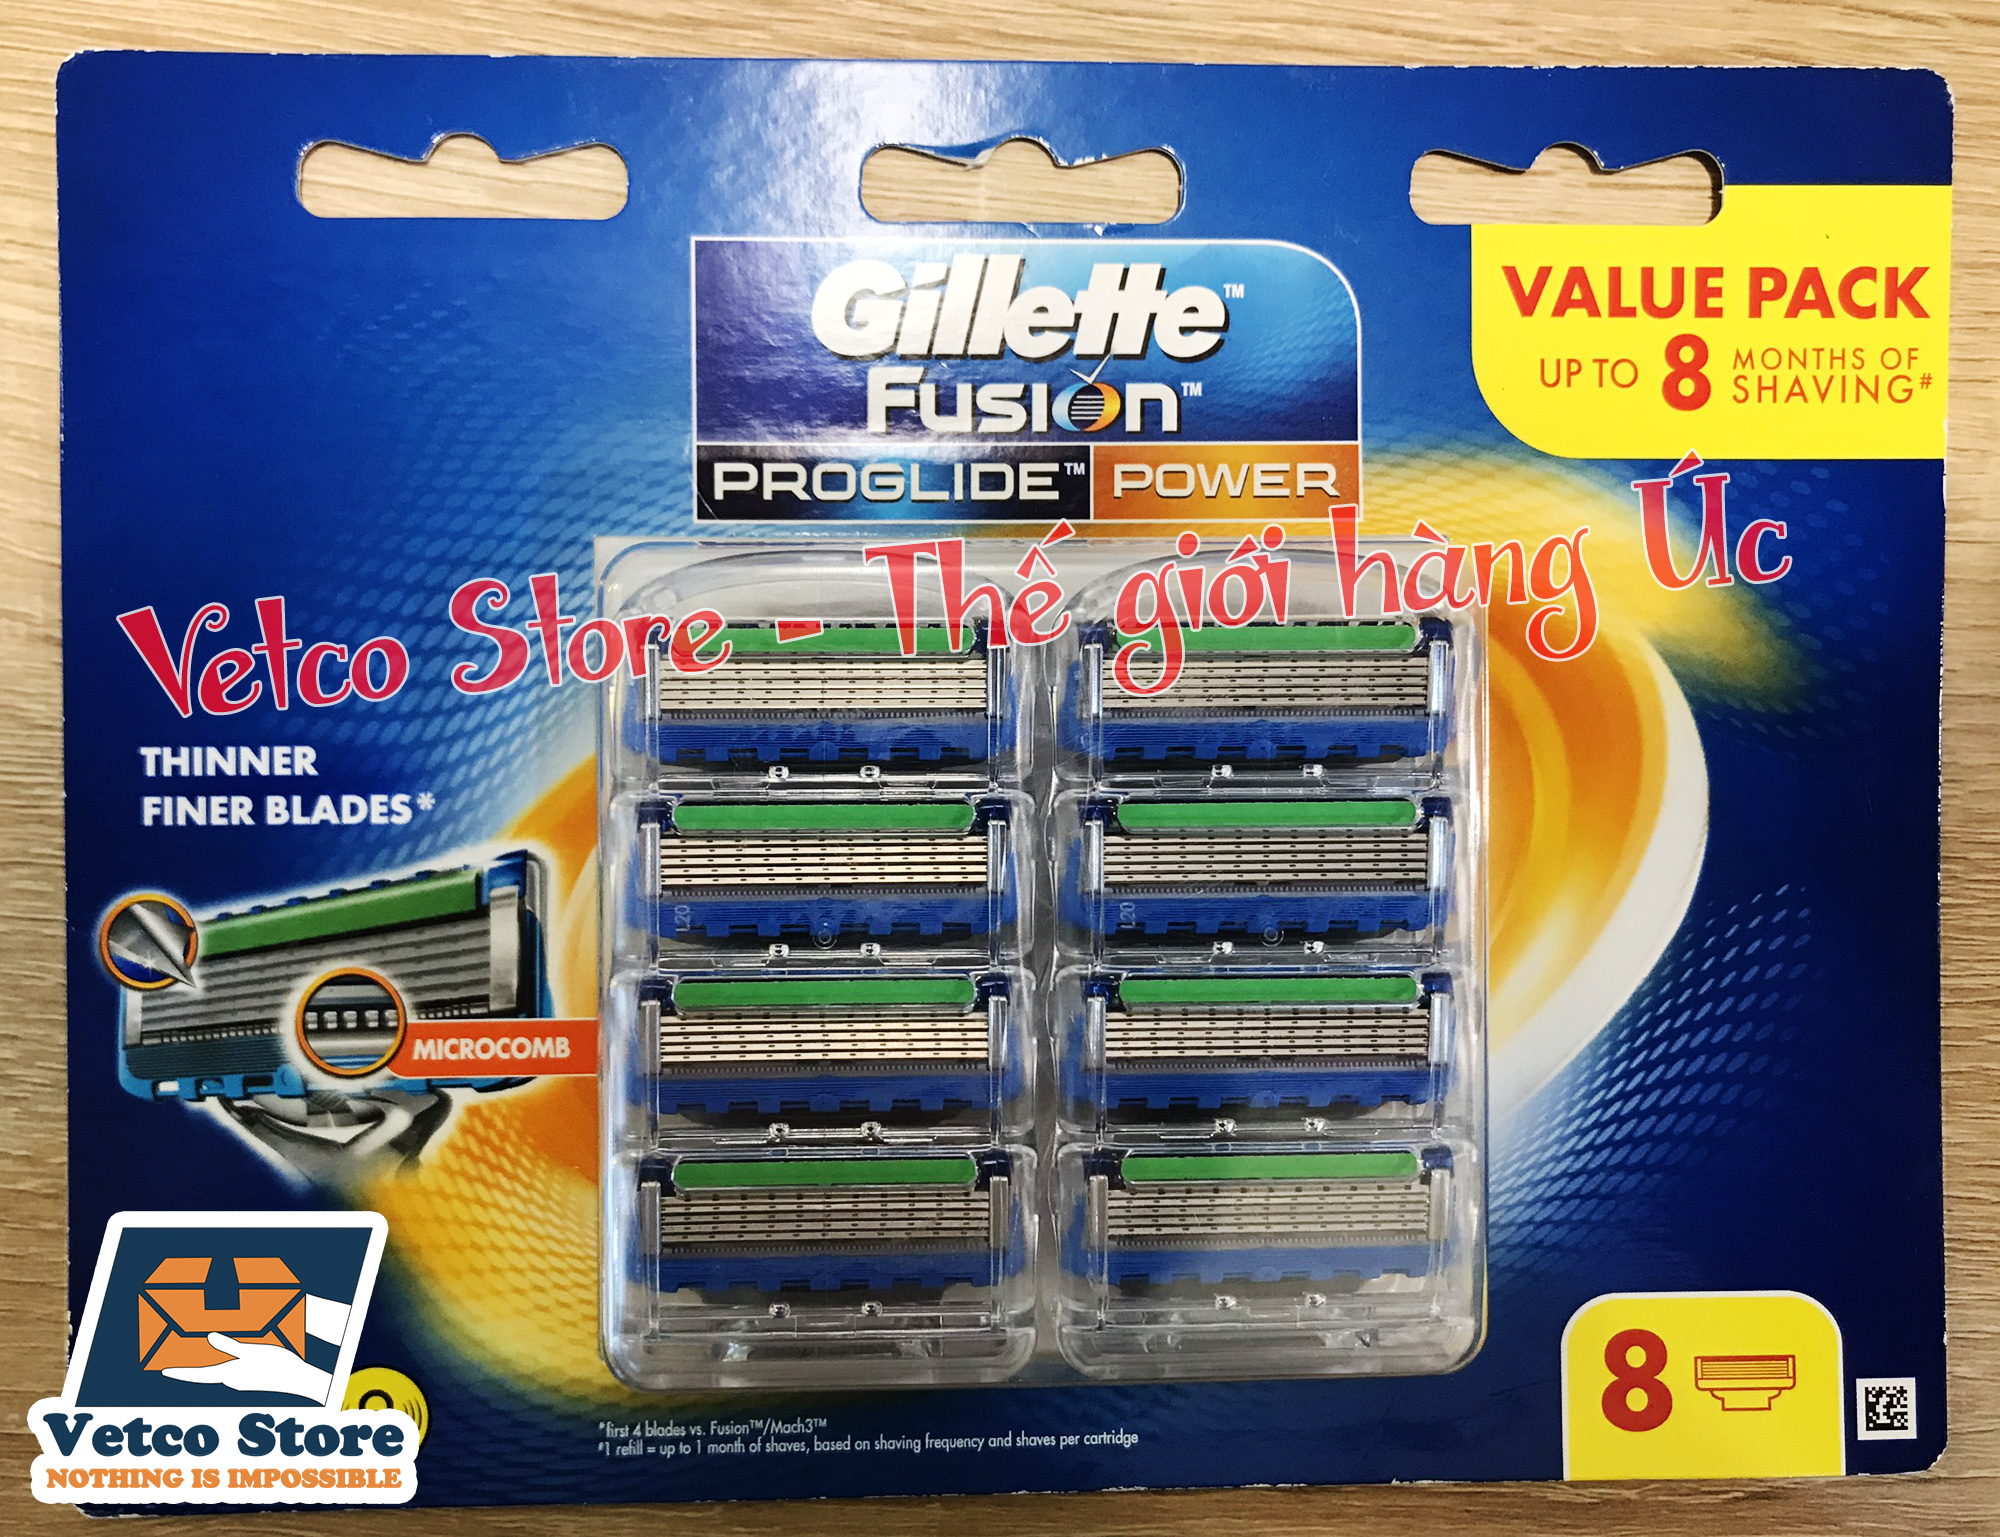 Gillette™
Fusion™
PROGLIDE™ POWER
VALUE PACK
UP TO 8 MONTHS OF
SHAVING#
Vetco Store - Thế giới hàng Úc
THINNER
FINER BLADES*
MICROCOMB
L20
L20
8
*first 4 blades vs. Fusion™/Mach3™
#1 refill = up to 1 month of shaves, based on shaving frequency and shaves per cartridge
Vetco Store
NOTHING IS IMPOSSIBLE